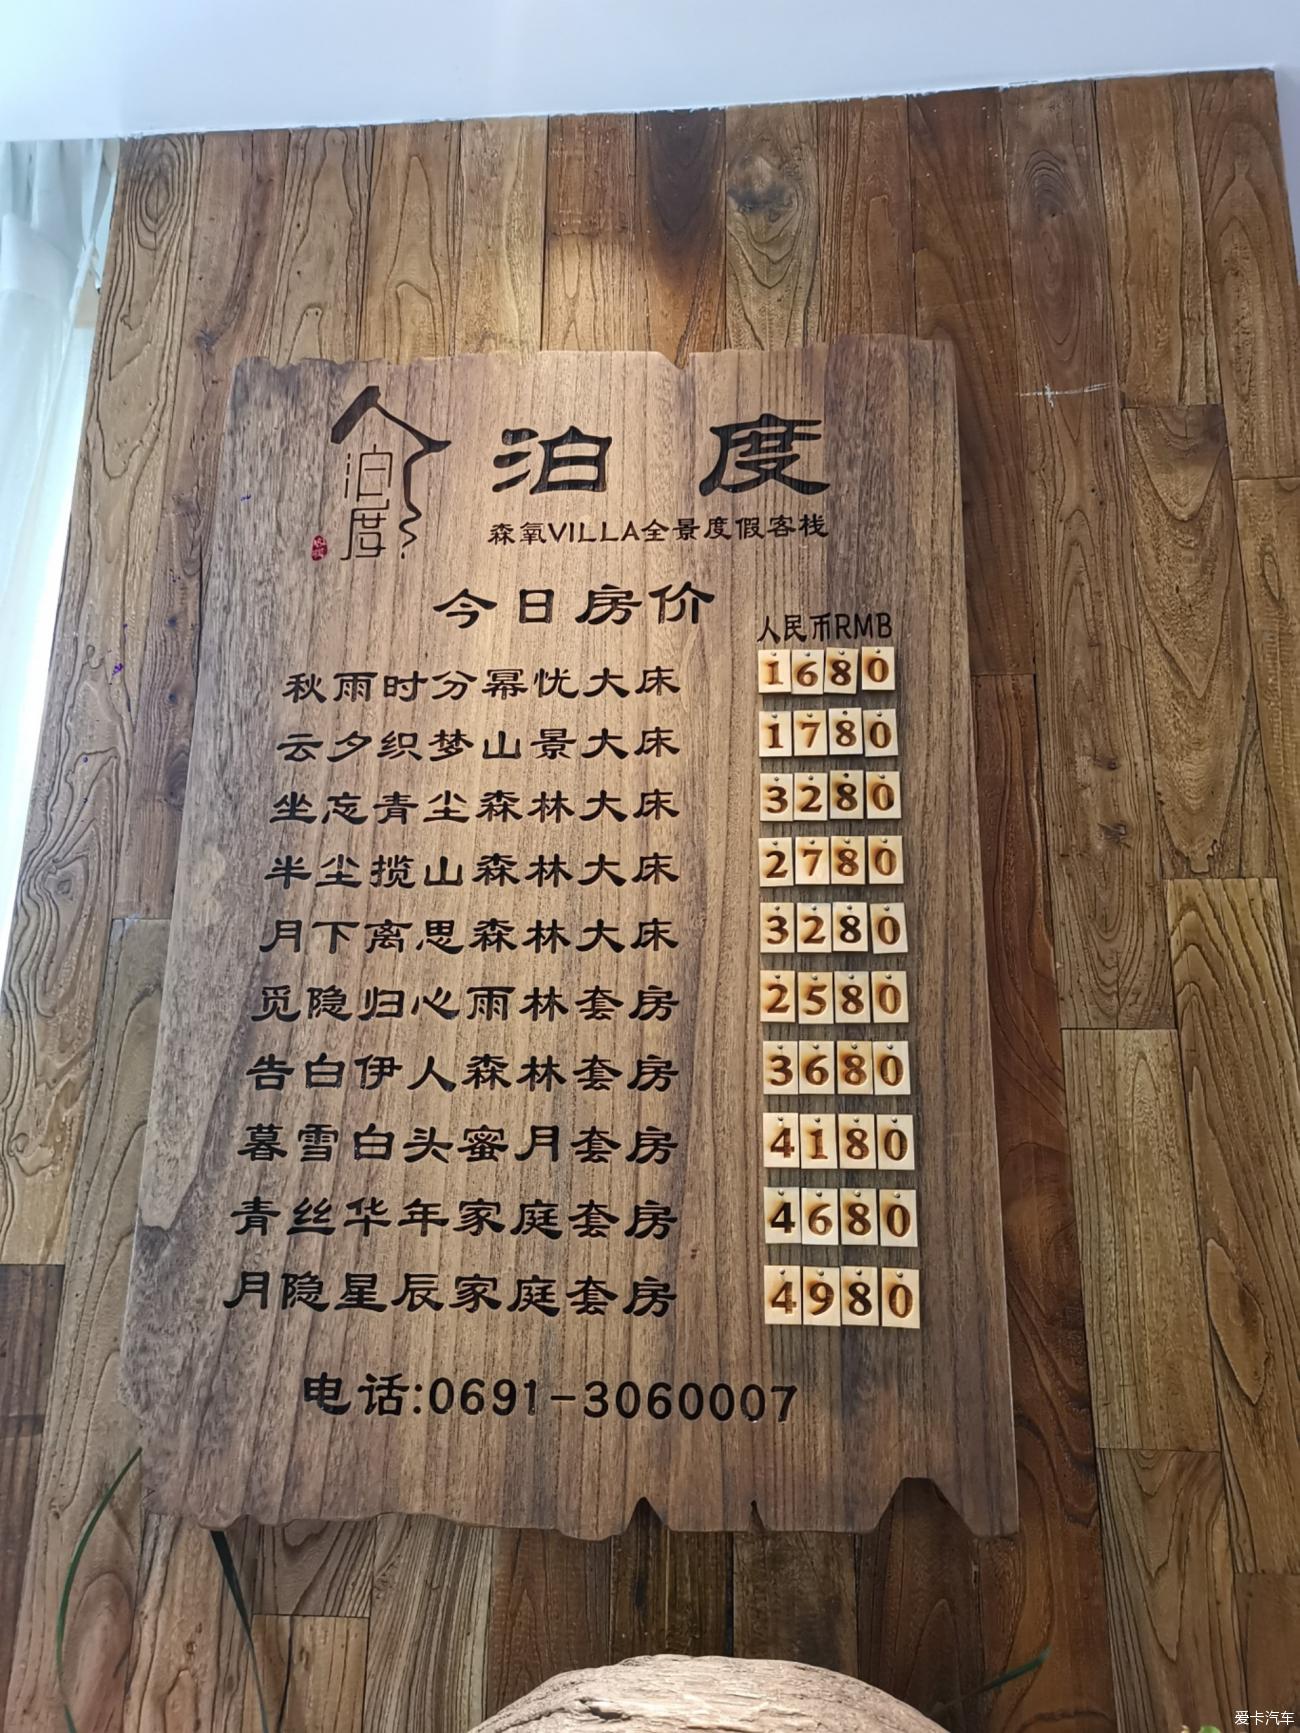 泊度
泊度
森氧VILLA全景度假客栈
今日房价
人民币RMB
秋雨时分幂忧大床 1680
云夕织梦山景大床 1780
坐忘青尘森林大床 3280
半尘揽山森林大床 2780
月下离思森林大床 3280
觅隐归心雨林套房 2580
告白伊人森林套房 3680
暮雪白头蜜月套房 4180
青丝华年家庭套房 4680
月隐星辰家庭套房 4980
电话:0691-3060007
爱卡汽车